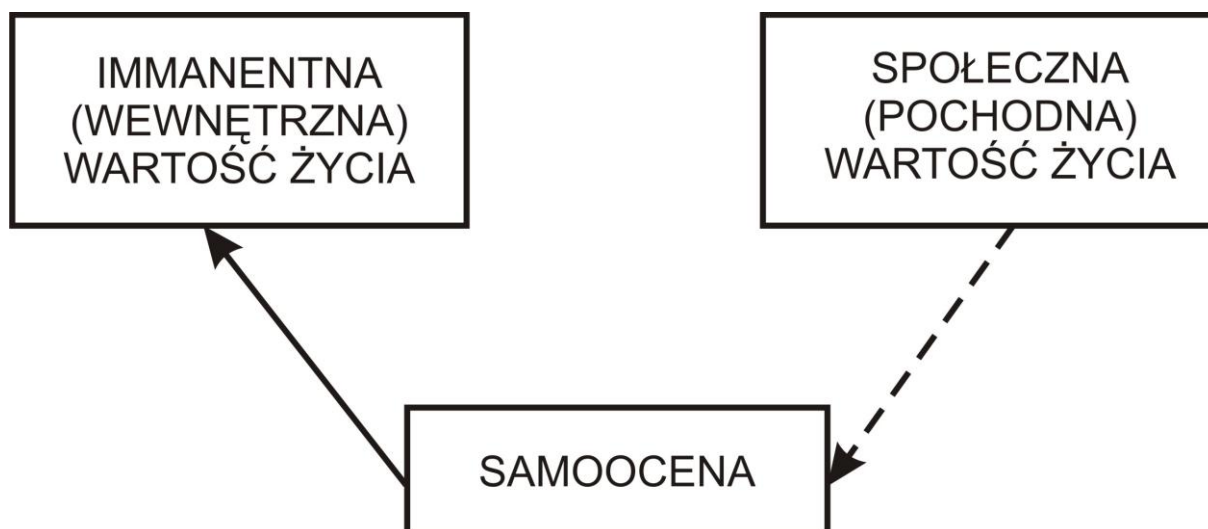 IMMANENTNA
(WEWNĘTRZNA)
WARTOŚĆ ŻYCIA
SPOŁECZNA
(POCHODNA)
WARTOŚĆ ŻYCIA
SAMOOCENA